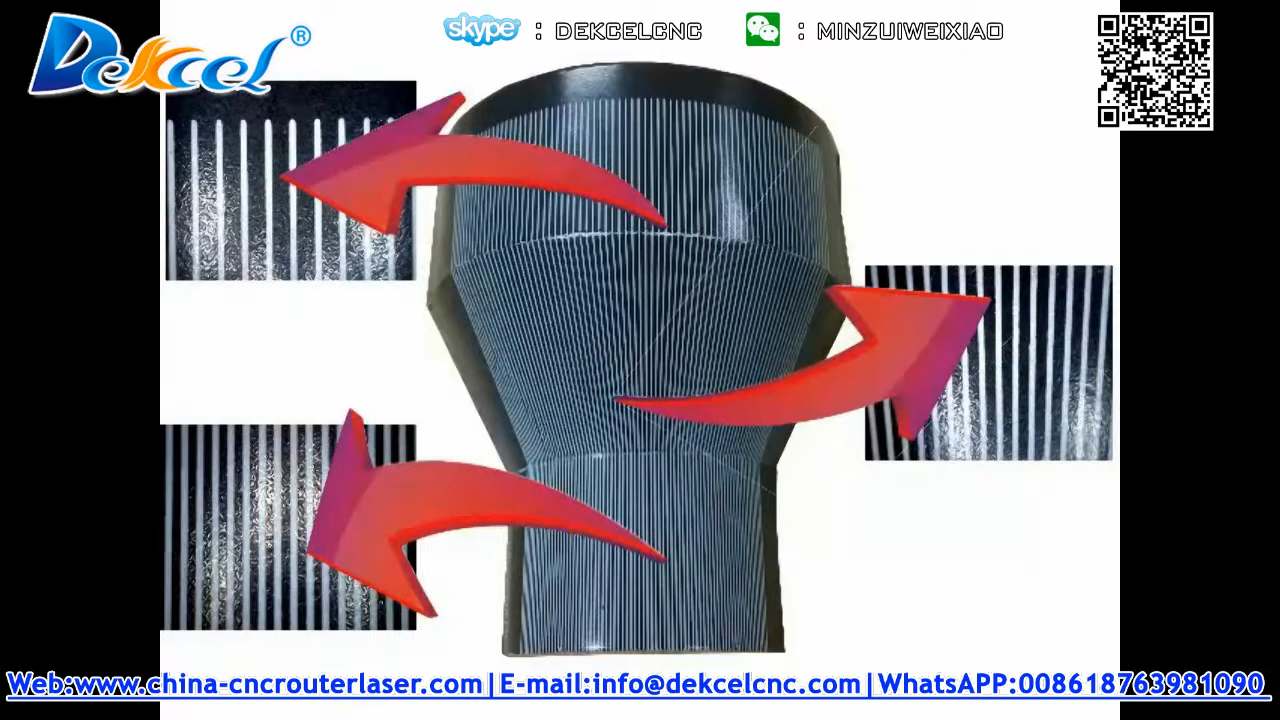 Dekcel®
skype : DEKCELCNC : MINZUIWEIXIAO
Web:www.china-cncrouterlaser.com|E-mail:info@dekcelcnc.com|WhatsAPP:008618763981090